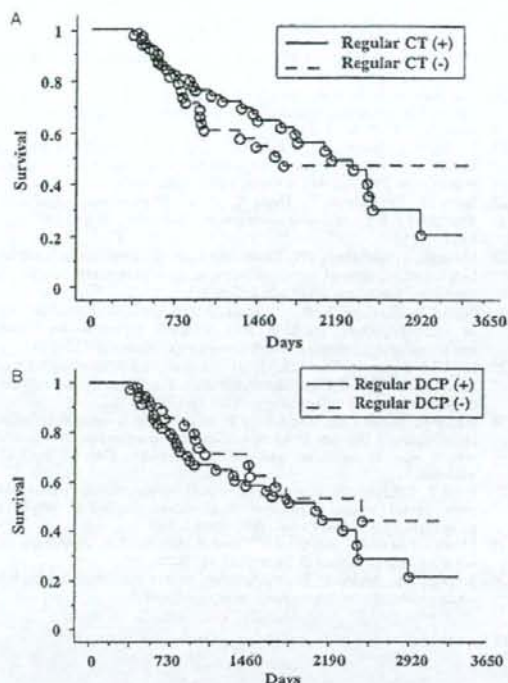 A
1
Regular CT (+)
Regular CT (-)
0.8
0.6
Survival
0.4
0.2
0
0 730 1460 2190 2920 3650
Days
B
1
Regular DCP (+)
Regular DCP (-)
0.8
0.6
Survival
0.4
0.2
0
0 730 1460 2190 2920 3650
Days